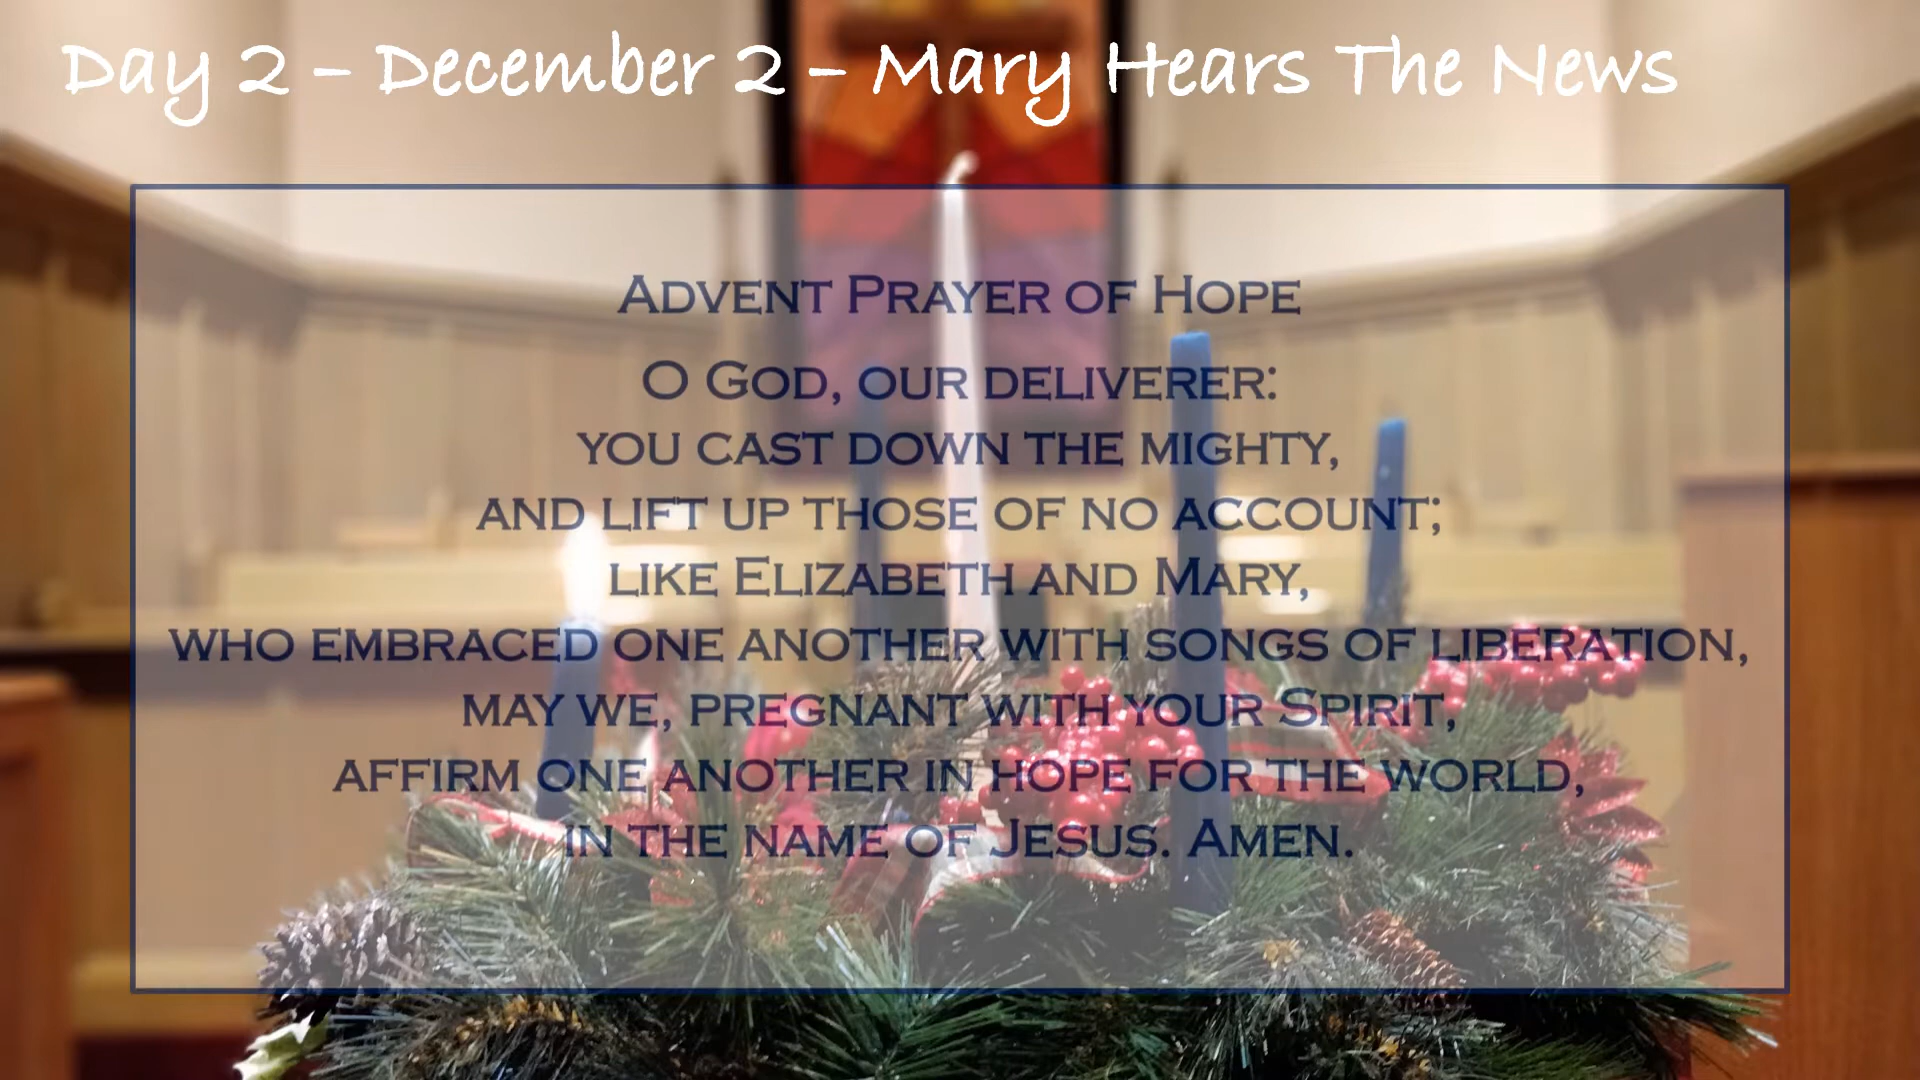 Day 2 – December 2 – Mary Hears The News
Advent Prayer of Hope
O God, our deliverer:
you cast down the mighty,
and lift up those of no account;
like Elizabeth and Mary,
who embraced one another with songs of liberation,
may we, pregnant with your Spirit,
affirm one another in hope for the world,
in the name of Jesus. Amen.